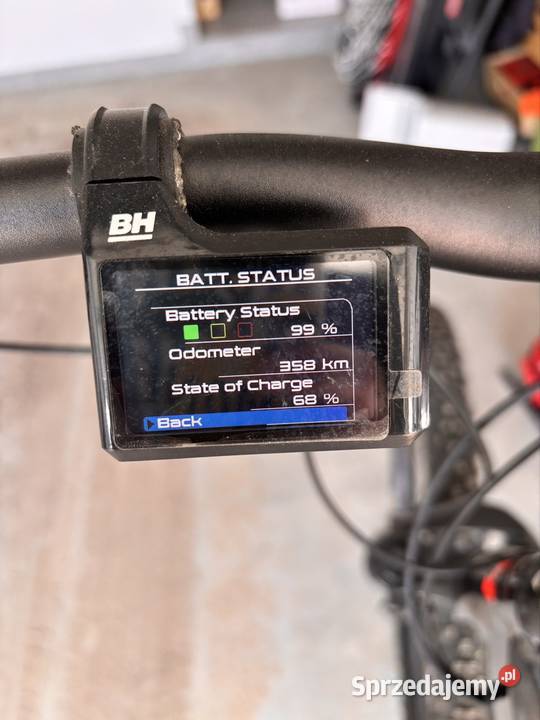 BH
BATT. STATUS
Battery Status
99 %
Odometer
358 km
State of Charge
68 %
Back
Sprzedajemy.pl